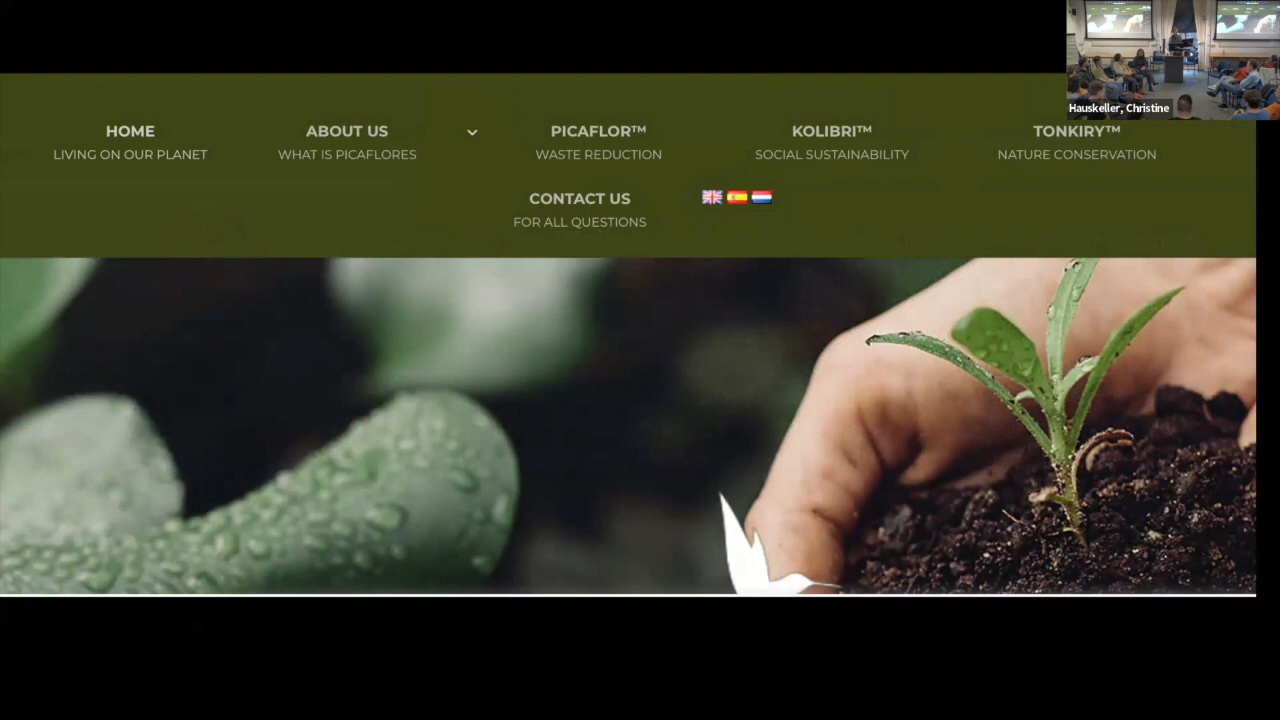 Hauskeller, Christine
HOME
LIVING ON OUR PLANET
ABOUT US
WHAT IS PICAFLORES
PICAFLOR™
WASTE REDUCTION
KOLIBRI™
SOCIAL SUSTAINABILITY
TONKIRY™
NATURE CONSERVATION
CONTACT US
FOR ALL QUESTIONS